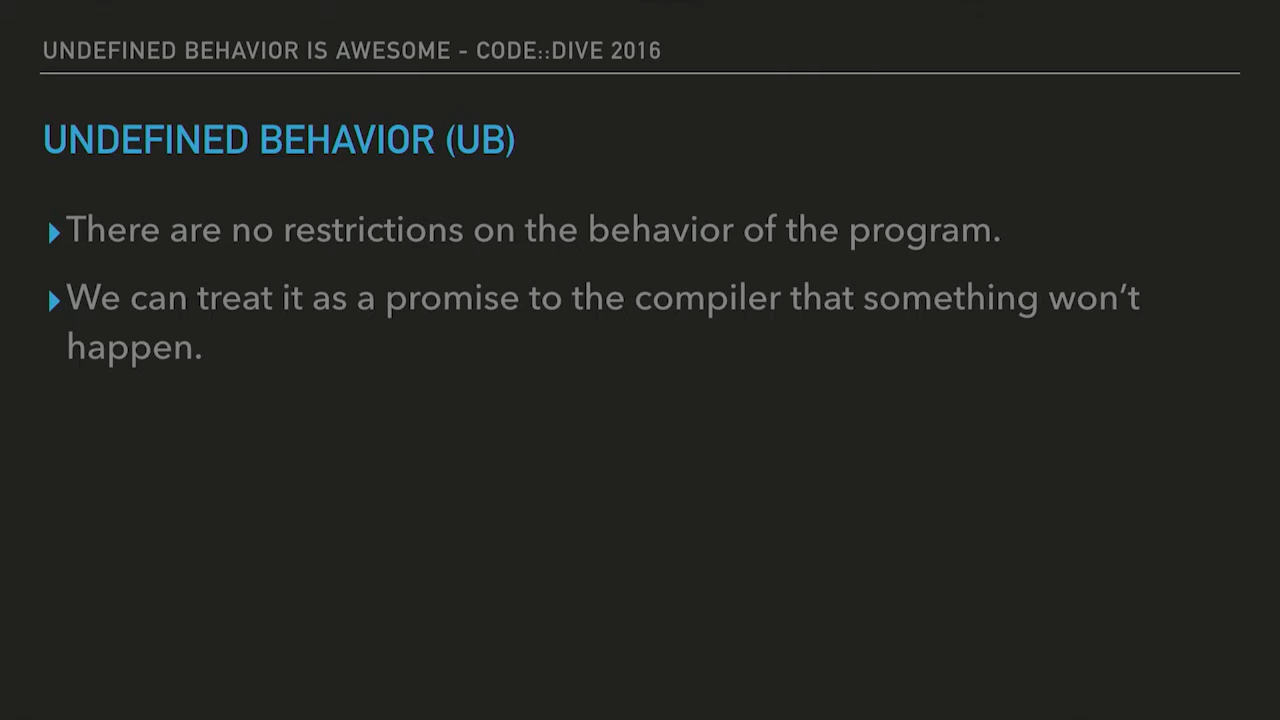 UNDEFINED BEHAVIOR IS AWESOME - CODE::DIVE 2016
UNDEFINED BEHAVIOR (UB)
There are no restrictions on the behavior of the program.
We can treat it as a promise to the compiler that something won’t
happen.